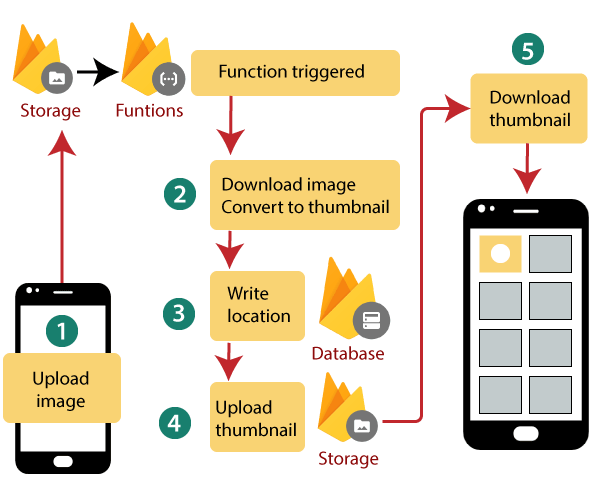 Storage
Funtions
Function triggered
5
Download
thumbnail
2
Download image
Convert to thumbnail
3
Write
location
Database
1
Upload
image
4
Upload
thumbnail
Storage